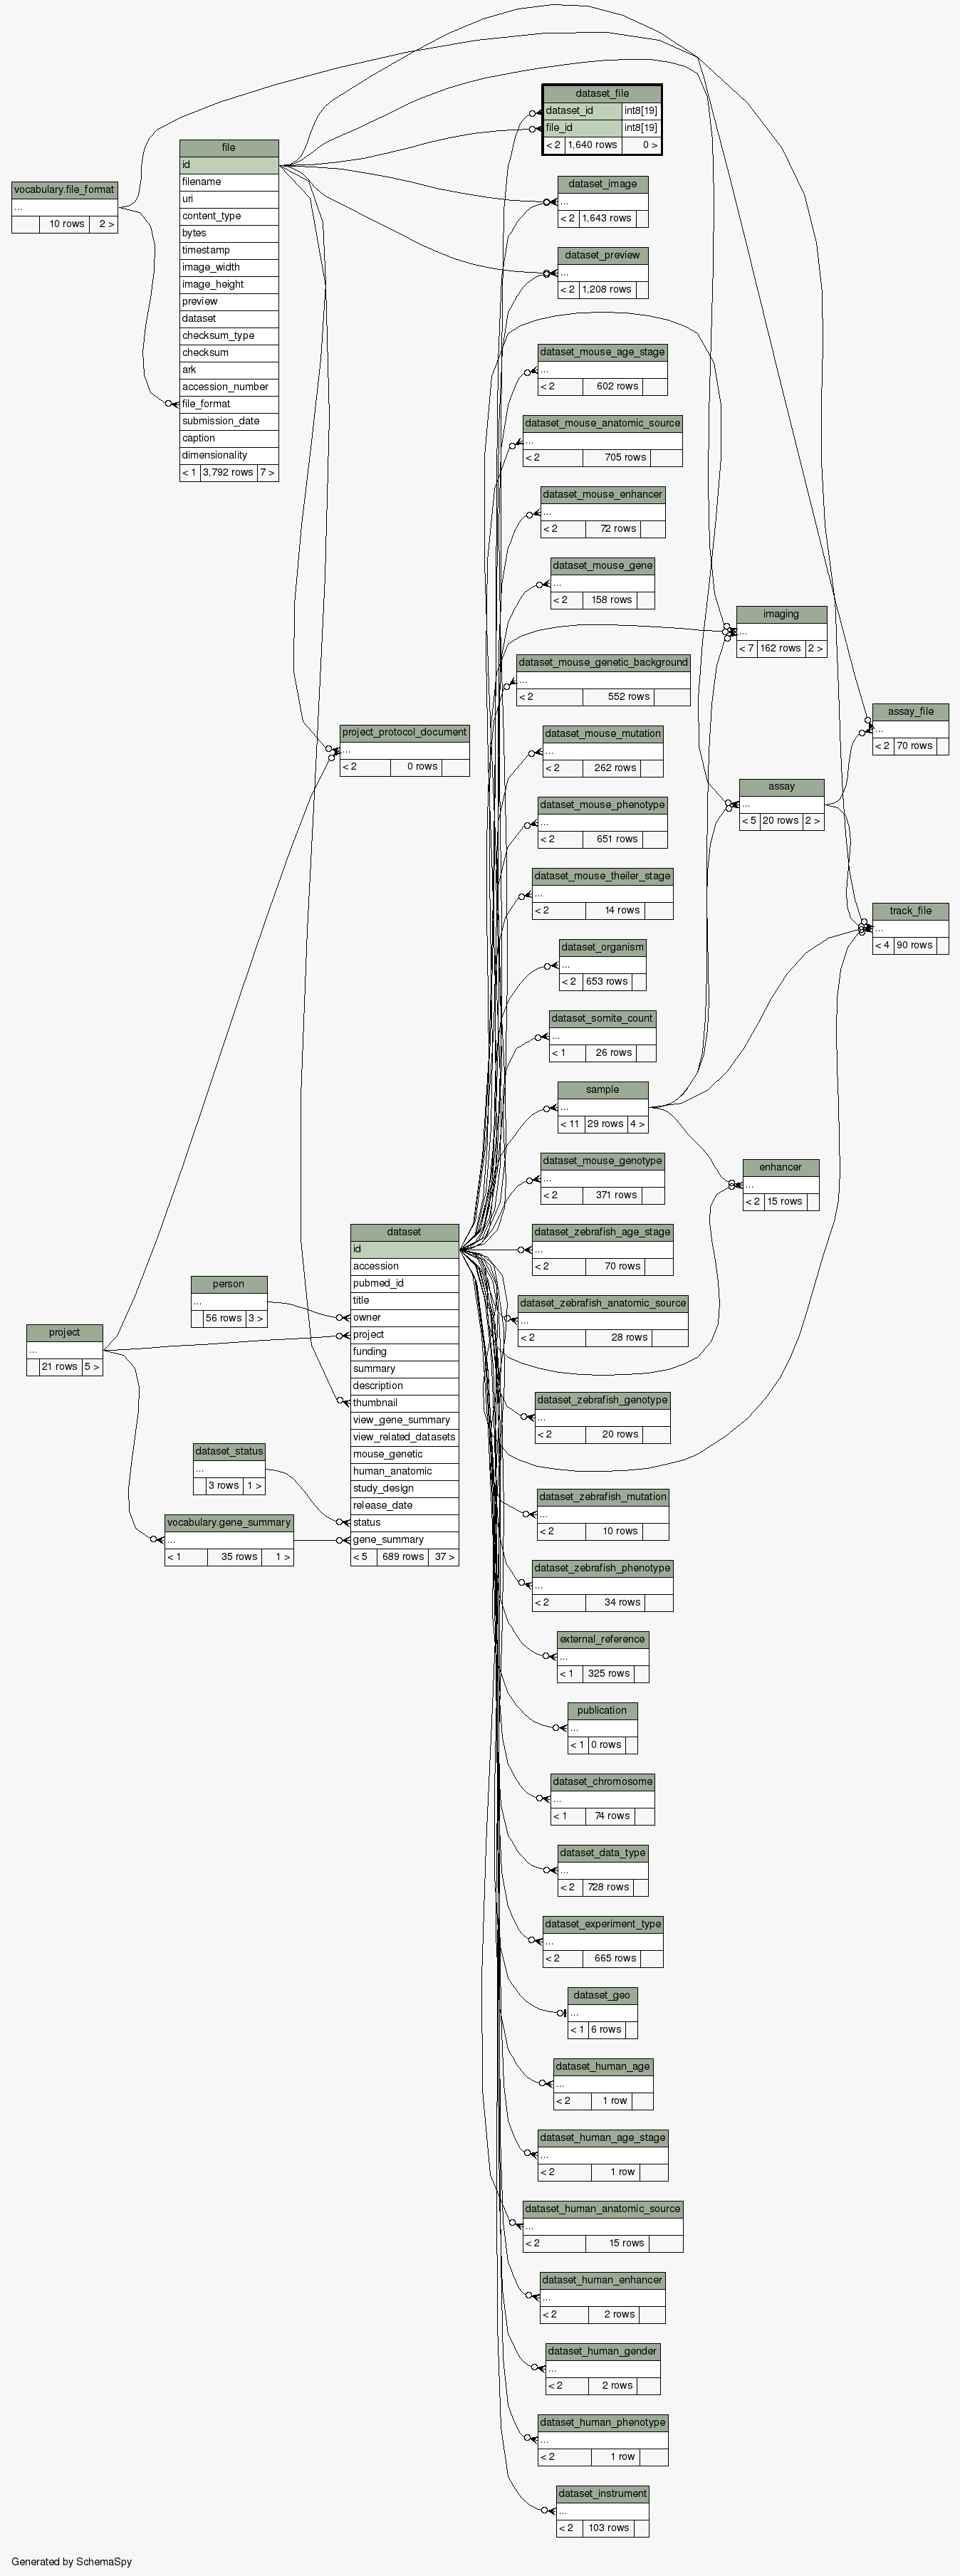 dataset_file
dataset_id int8[19]
file_id int8[19]
< 2 1,640 rows 0 >
file
id
filename
uri
content_type
bytes
timestamp
image_width
image_height
preview
dataset
checksum_type
checksum
ark
accession_number
file_format
submission_date
caption
dimensionality
< 1 3,792 rows 7 >
vocabulary.file_format
...
10 rows 2 >
dataset_image
...
< 2 1,643 rows
dataset_preview
...
< 2 1,208 rows
dataset_mouse_age_stage
...
< 2 602 rows
dataset_mouse_anatomic_source
...
< 2 705 rows
dataset_mouse_enhancer
...
< 2 72 rows
dataset_mouse_gene
...
< 2 158 rows
imaging
...
< 7 162 rows 2 >
dataset_mouse_genetic_background
...
< 2 552 rows
assay_file
...
< 2 70 rows
project_protocol_document
...
< 2 0 rows
dataset_mouse_mutation
...
< 2 262 rows
assay
...
< 5 20 rows 2 >
dataset_mouse_phenotype
...
< 2 651 rows
dataset_mouse_theiler_stage
...
< 2 14 rows
track_file
...
< 4 90 rows
dataset_organism
...
< 2 653 rows
dataset_somite_count
...
< 1 26 rows
sample
...
< 11 29 rows 4 >
dataset_mouse_genotype
...
< 2 371 rows
enhancer
...
< 2 15 rows
dataset
id
accession
pubmed_id
title
owner
project
funding
summary
description
thumbnail
view_gene_summary
view_related_datasets
mouse_genetic
human_anatomic
study_design
release_date
status
gene_summary
< 5 689 rows 37 >
dataset_zebrafish_age_stage
...
< 2 70 rows
person
...
56 rows 3 >
dataset_zebrafish_anatomic_source
...
< 2 28 rows
project
...
21 rows 5 >
dataset_zebrafish_genotype
...
< 2 20 rows
dataset_status
...
3 rows 1 >
dataset_zebrafish_mutation
...
< 2 10 rows
vocabulary.gene_summary
...
< 1 35 rows 1 >
dataset_zebrafish_phenotype
...
< 2 34 rows
external_reference
...
< 1 325 rows
publication
...
< 1 0 rows
dataset_chromosome
...
< 1 74 rows
dataset_data_type
...
< 2 728 rows
dataset_experiment_type
...
< 2 665 rows
dataset_geo
...
< 1 6 rows
dataset_human_age
...
< 2 1 row
dataset_human_age_stage
...
< 2 1 row
dataset_human_anatomic_source
...
< 2 15 rows
dataset_human_enhancer
...
< 2 2 rows
dataset_human_gender
...
< 2 2 rows
dataset_human_phenotype
...
< 2 1 row
dataset_instrument
...
< 2 103 rows
Generated by SchemaSpy